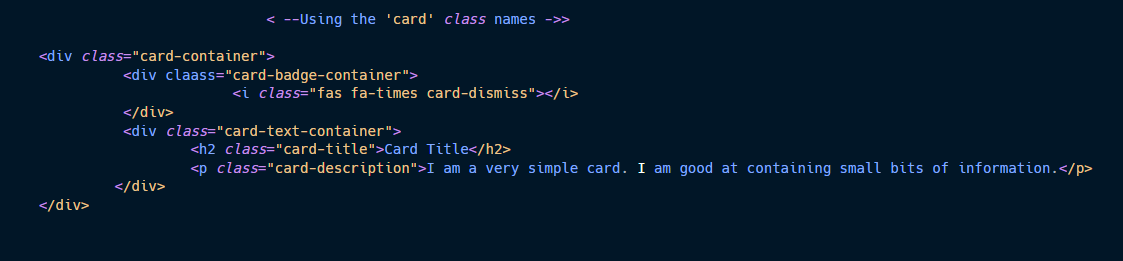 < --Using the 'card' class names ->>
<div class="card-container">
<div claass="card-badge-container">
<i class="fas fa-times card-dismiss"></i>
</div>
<div class="card-text-container">
<h2 class="card-title">Card Title</h2>
<p class="card-description">I am a very simple card. I am good at containing small bits of information.</p>
</div>
</div>